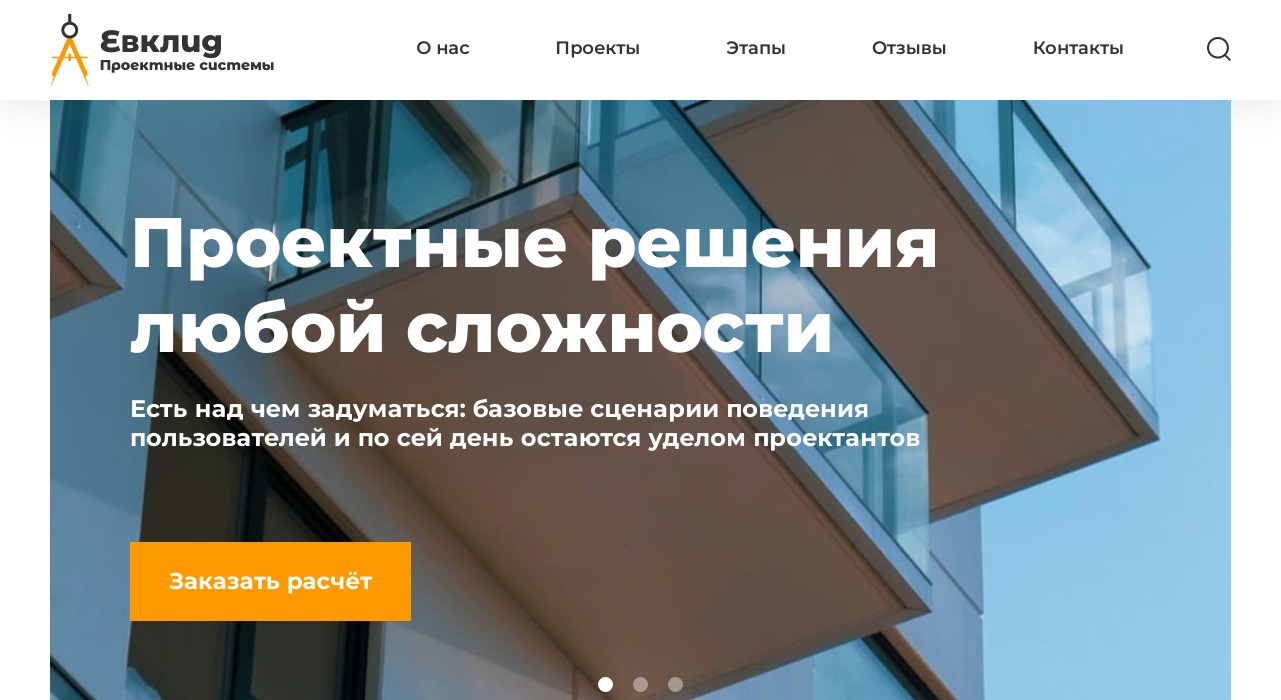 Евклид
Проектные системы
О нас
Проекты
Этапы
Отзывы
Контакты
Проектные решения
любой сложности
Есть над чем задуматься: базовые сценарии поведения
пользователей и по сей день остаются уделом проектантов
Заказать расчёт